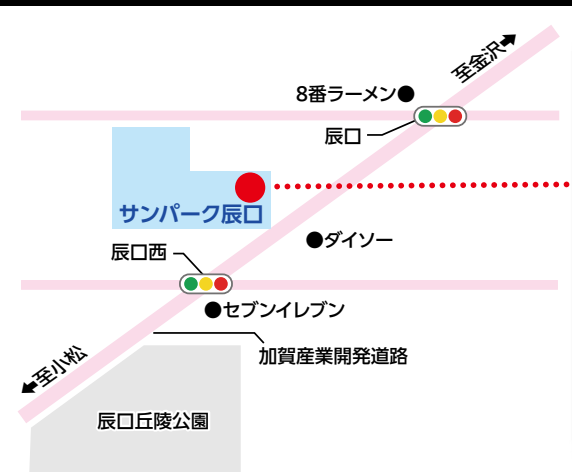 至金沢
8番ラーメン
辰口
サンパーク辰口
ダイソー
辰口西
セブンイレブン
加賀産業開発道路
至小松
辰口丘陵公園